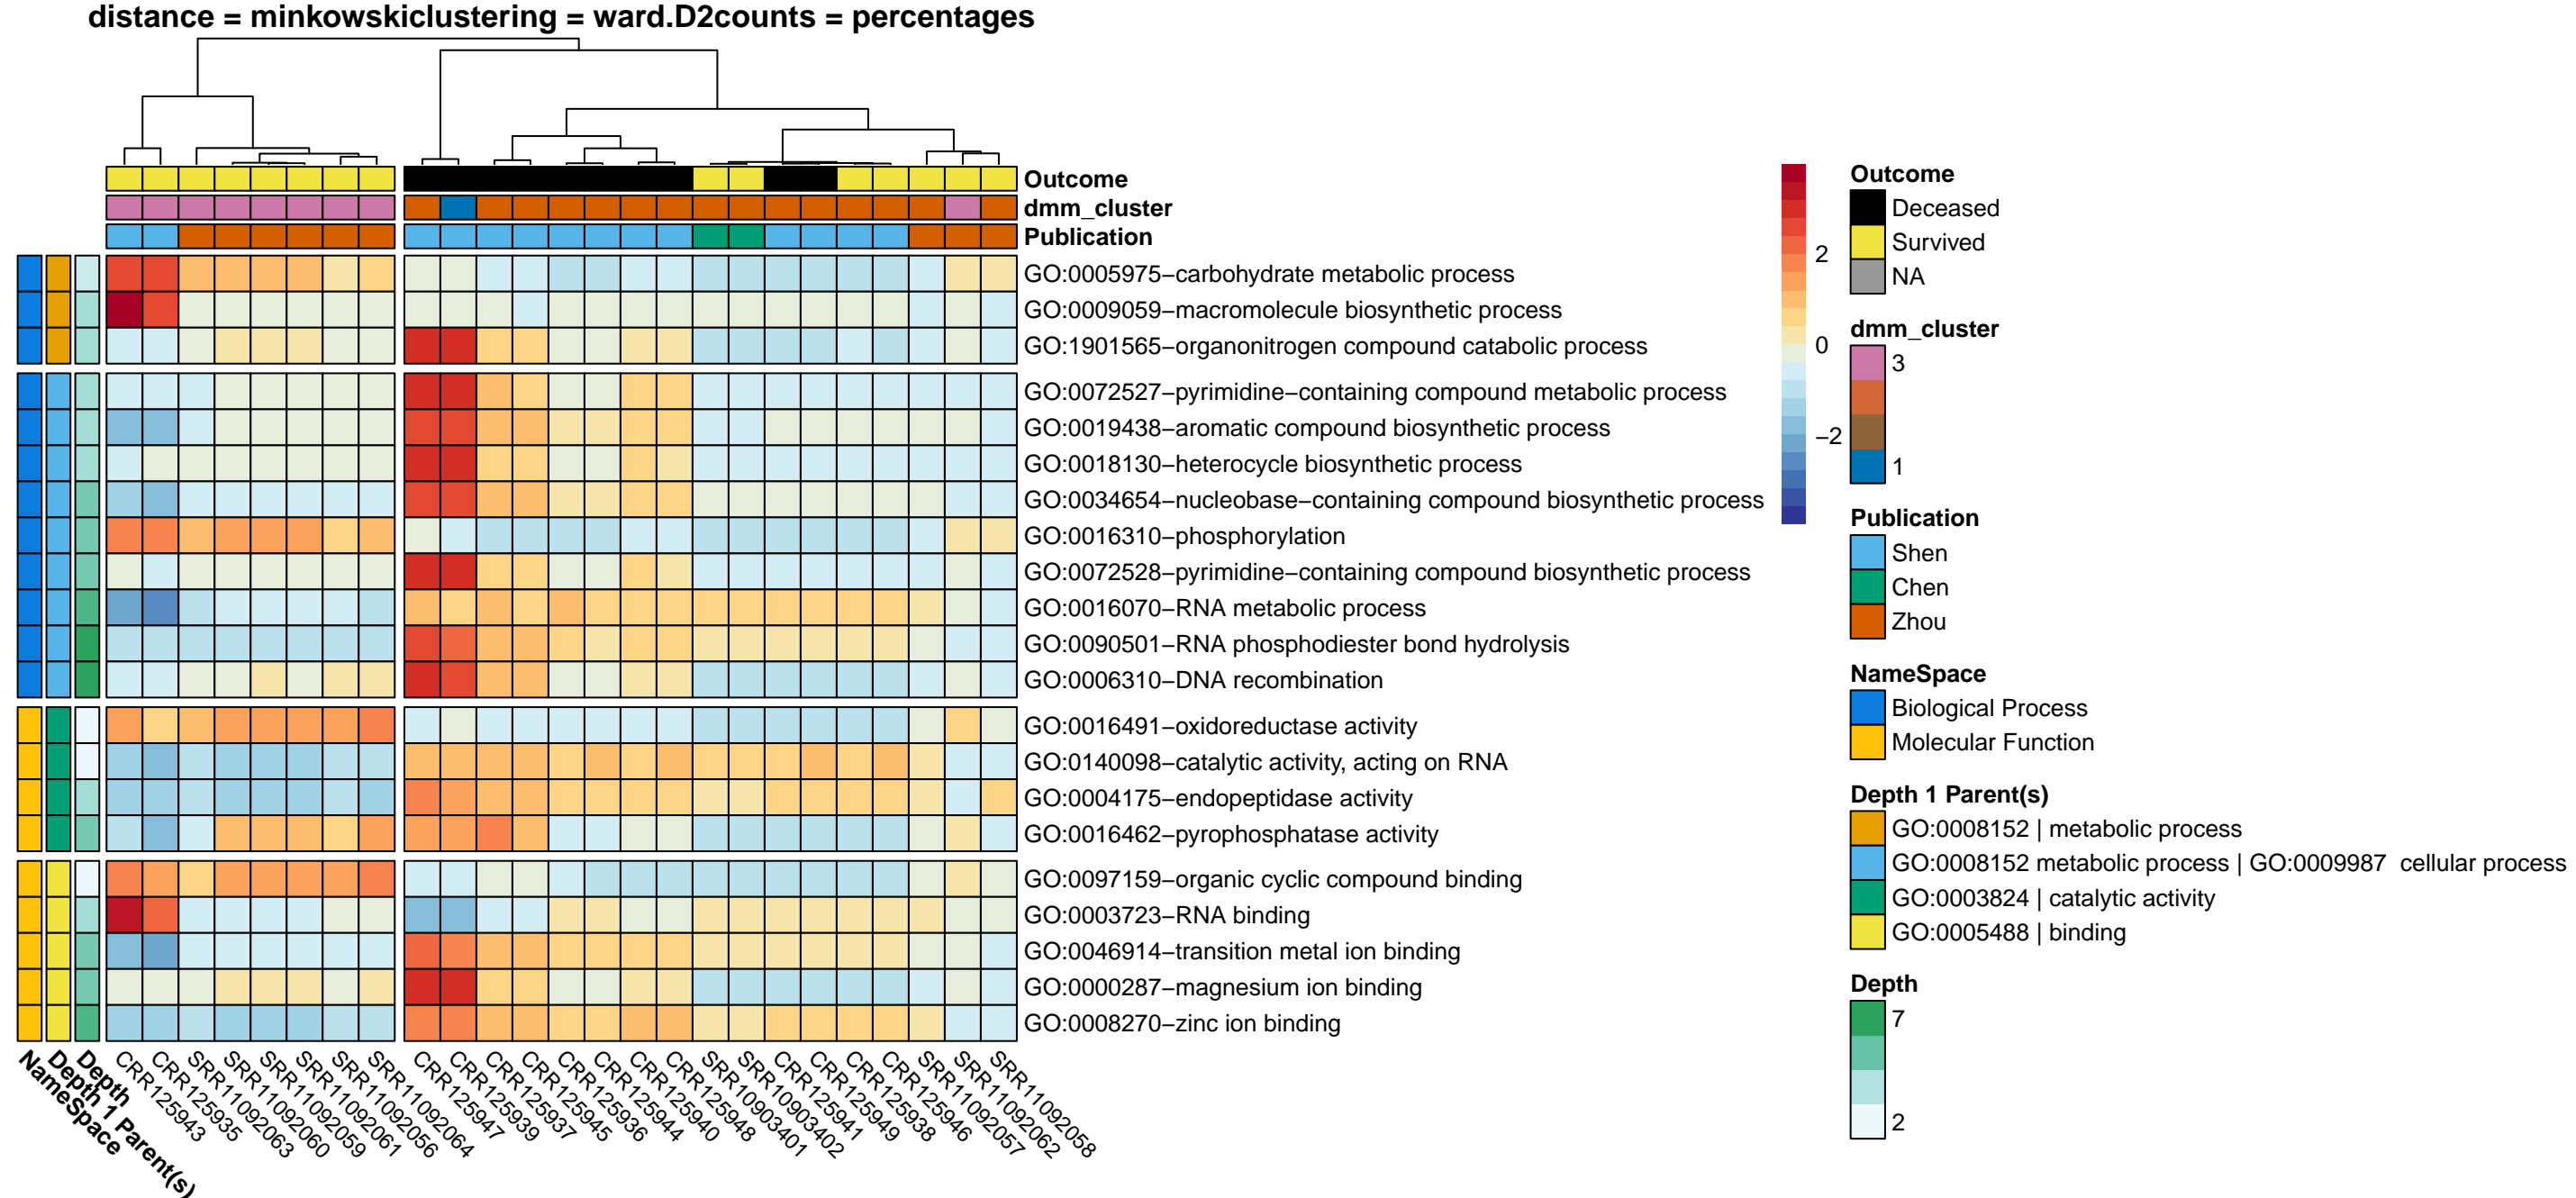 distance = minkowskiclustering = ward.D2counts = percentages
Outcome
dmm_cluster
Publication
GO:0005975−carbohydrate metabolic process
GO:0009059−macromolecule biosynthetic process
GO:1901565−organonitrogen compound catabolic process
GO:0072527−pyrimidine−containing compound metabolic process
GO:0019438−aromatic compound biosynthetic process
GO:0018130−heterocycle biosynthetic process
GO:0034654−nucleobase−containing compound biosynthetic process
GO:0016310−phosphorylation
GO:0072528−pyrimidine−containing compound biosynthetic process
GO:0016070−RNA metabolic process
GO:0090501−RNA phosphodiester bond hydrolysis
GO:0006310−DNA recombination
GO:0016491−oxidoreductase activity
GO:0140098−catalytic activity, acting on RNA
GO:0004175−endopeptidase activity
GO:0016462−pyrophosphatase activity
GO:0097159−organic cyclic compound binding
GO:0003723−RNA binding
GO:0046914−transition metal ion binding
GO:0000287−magnesium ion binding
GO:0008270−zinc ion binding
NameSpace
Depth 1 Parent(s)
Depth
CRR125943
CRR125935
SRR11092063
SRR11092060
SRR11092059
SRR11092061
SRR11092056
SRR11092064
CRR125947
CRR125939
CRR125937
CRR125945
CRR125936
CRR125944
CRR125940
CRR125948
SRR10903401
SRR10903402
CRR125941
CRR125949
CRR125938
CRR125946
SRR11092057
SRR11092062
SRR11092058
2
0
−2
Outcome
Deceased
Survived
NA
dmm_cluster
3
1
Publication
Shen
Chen
Zhou
NameSpace
Biological Process
Molecular Function
Depth 1 Parent(s)
GO:0008152 | metabolic process
GO:0008152 metabolic process | GO:0009987  cellular process
GO:0003824 | catalytic activity
GO:0005488 | binding
Depth
7
2